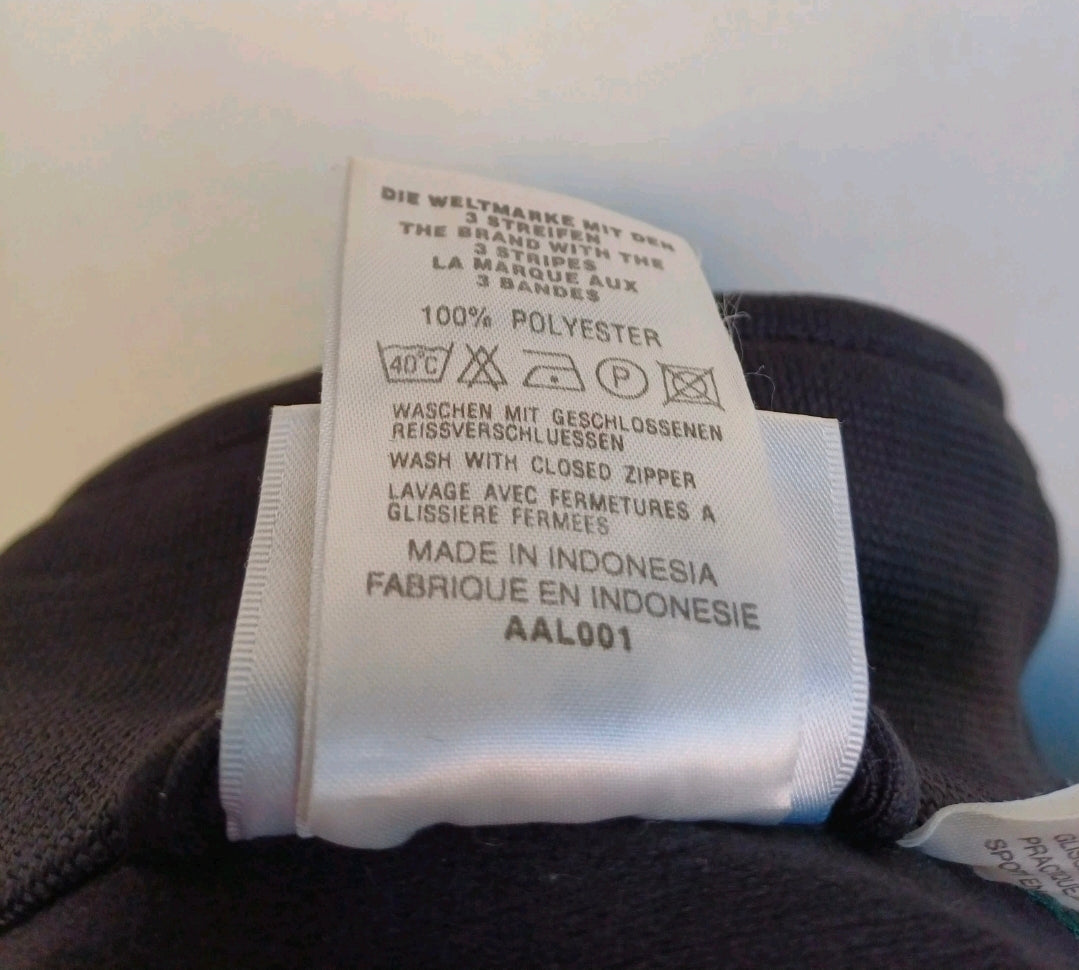 DIE WELTMARKE MIT DEN
3 STREIFEN
THE BRAND WITH THE
3 STRIPES
LA MARQUE AUX
3 BANDES
100% POLYESTER
40°C P
WASCHEN MIT GESCHLOSSENEN
REISSVERSCHLUESSEN
WASH WITH CLOSED ZIPPER
LAVAGE AVEC FERMETURES A
GLISSIERE FERMEES
MADE IN INDONESIA
FABRIQUE EN INDONESIE
AAL001